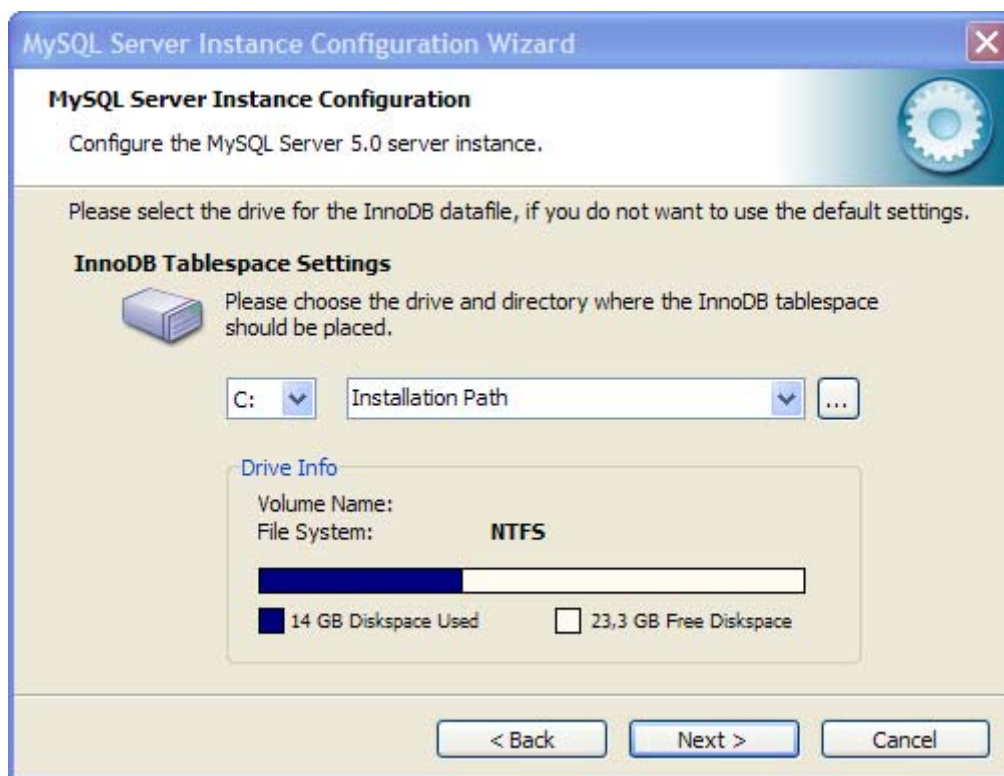 MySQL Server Instance Configuration Wizard
MySQL Server Instance Configuration
Configure the MySQL Server 5.0 server instance.
Please select the drive for the InnoDB datafile, if you do not want to use the default settings.
InnoDB Tablespace Settings
Please choose the drive and directory where the InnoDB tablespace
should be placed.
C: Installation Path ...
Drive Info
Volume Name:
File System: NTFS
14 GB Diskspace Used 23,3 GB Free Diskspace
< Back Next > Cancel